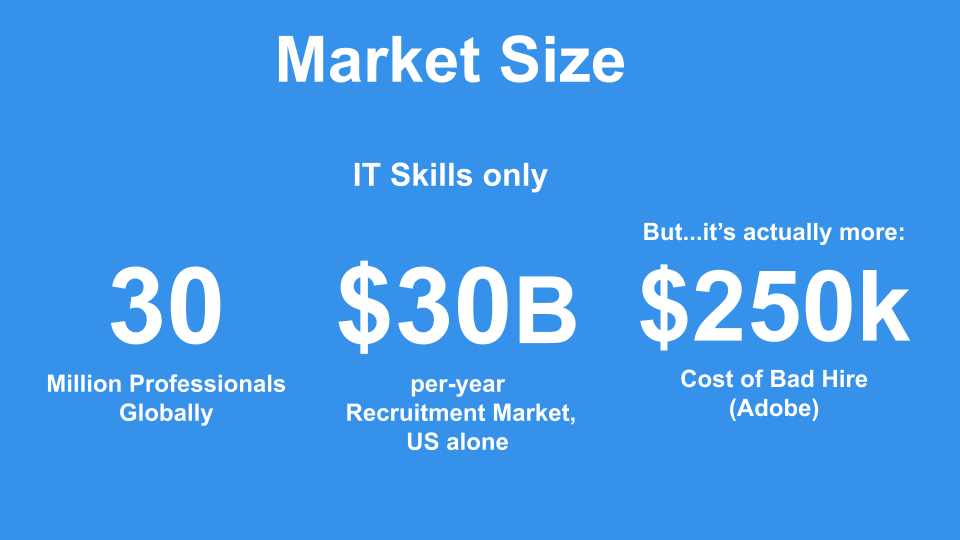 Market Size
IT Skills only
30
Million Professionals
Globally
$30B
per-year
Recruitment Market,
US alone
But...it’s actually more:
$250k
Cost of Bad Hire
(Adobe)